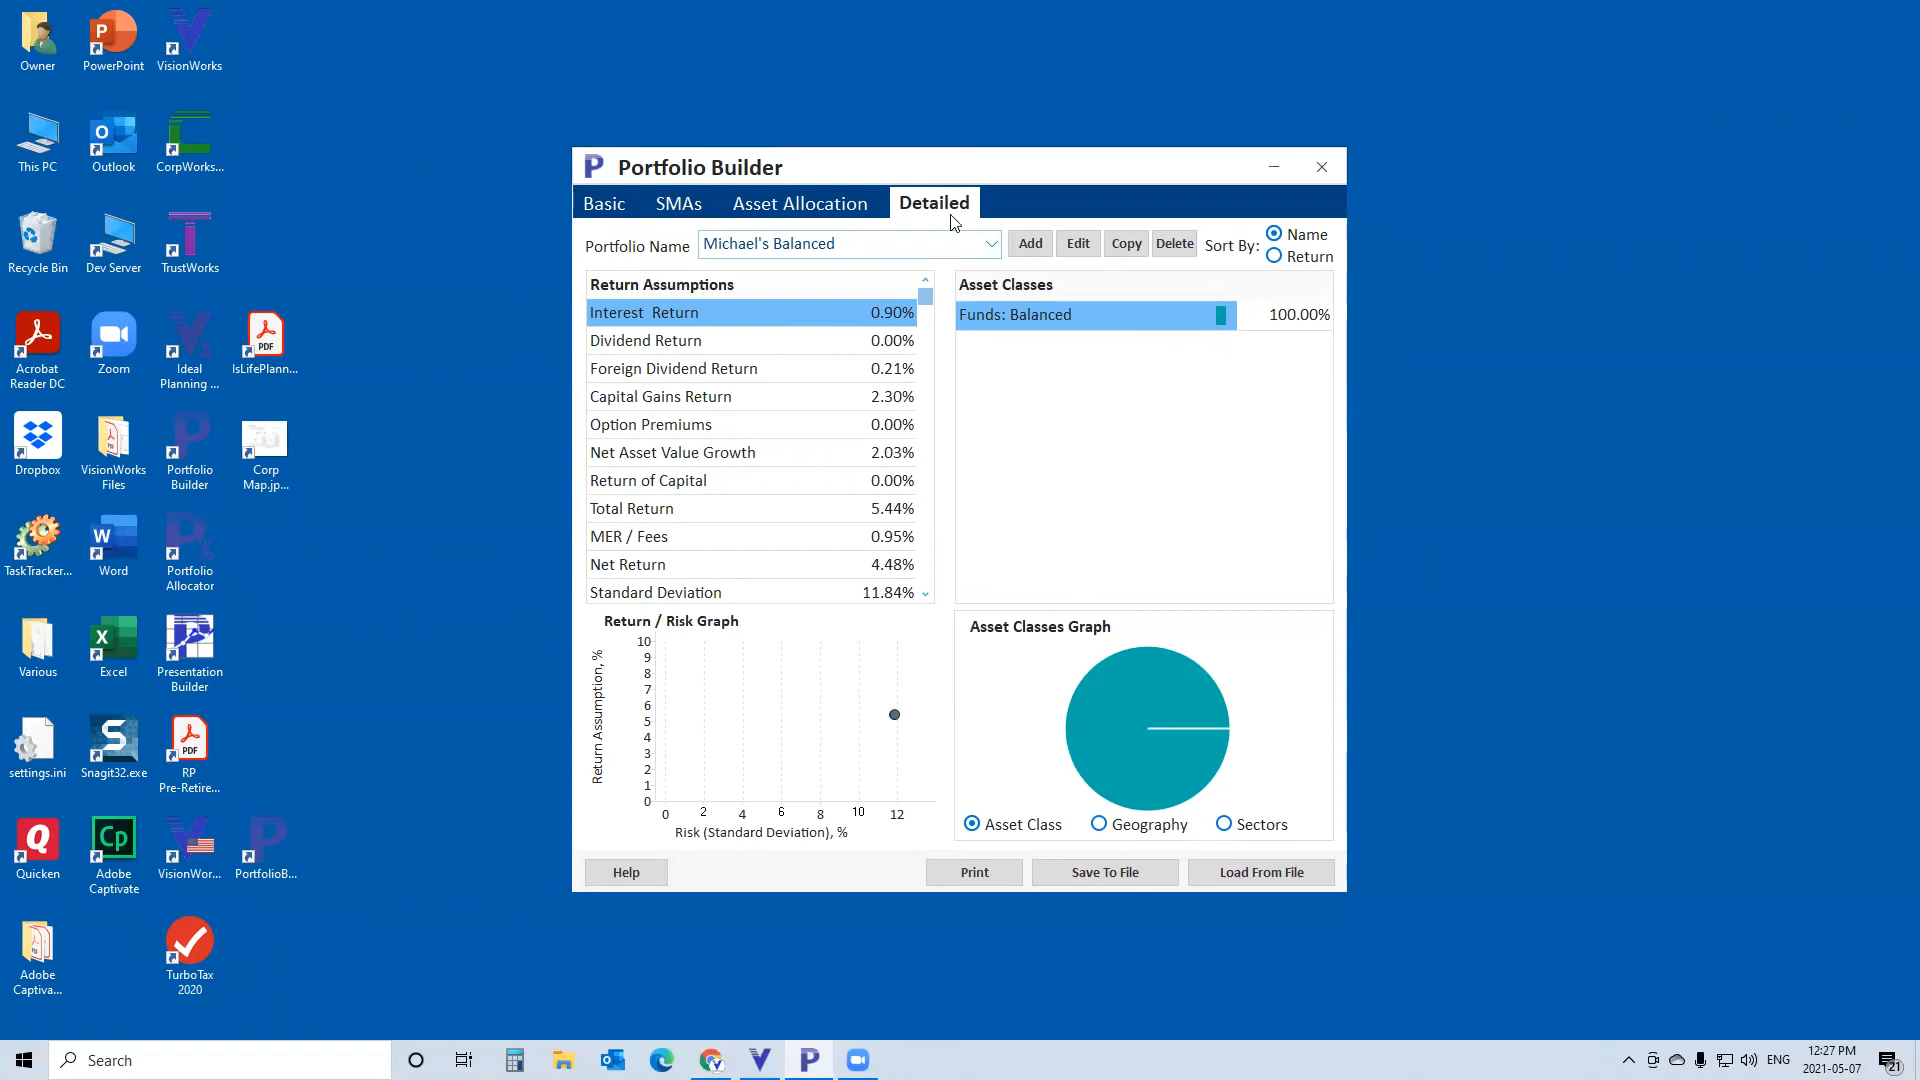 Owner
PowerPoint
VisionWorks
This PC
Outlook
CorpWorks...
Recycle Bin
Dev Server
TrustWorks
Acrobat
Reader DC
Zoom
Ideal
Planning ...
PDF
IsLifePlann...
Dropbox
VisionWorks
Files
Portfolio
Builder
Corp
Map.jp...
TaskTracker...
Word
Portfolio
Allocator
Various
Excel
Presentation
Builder
settings.ini
Snagit32.exe
PDF
RP
Pre-Retire...
Quicken
Adobe
Captivate
VisionWor...
PortfolioB...
Adobe
Captiva...
TurboTax
2020
P Portfolio Builder
Basic SMAs Asset Allocation Detailed
Portfolio Name Michael's Balanced Add Edit Copy Delete Sort By: Name
Return
Return Assumptions
Interest Return 0.90%
Dividend Return 0.00%
Foreign Dividend Return 0.21%
Capital Gains Return 2.30%
Option Premiums 0.00%
Net Asset Value Growth 2.03%
Return of Capital 0.00%
Total Return 5.44%
MER / Fees 0.95%
Net Return 4.48%
Standard Deviation 11.84%
Asset Classes
Funds: Balanced 100.00%
Return / Risk Graph
Return Assumption, %
10
9
8
7
6
5
4
3
2
1
0
0 2 4 6 8 10 12
Risk (Standard Deviation), %
Asset Classes Graph
Asset Class Geography Sectors
Help Print Save To File Load From File
Search
ENG
12:27 PM
2021-05-07
21